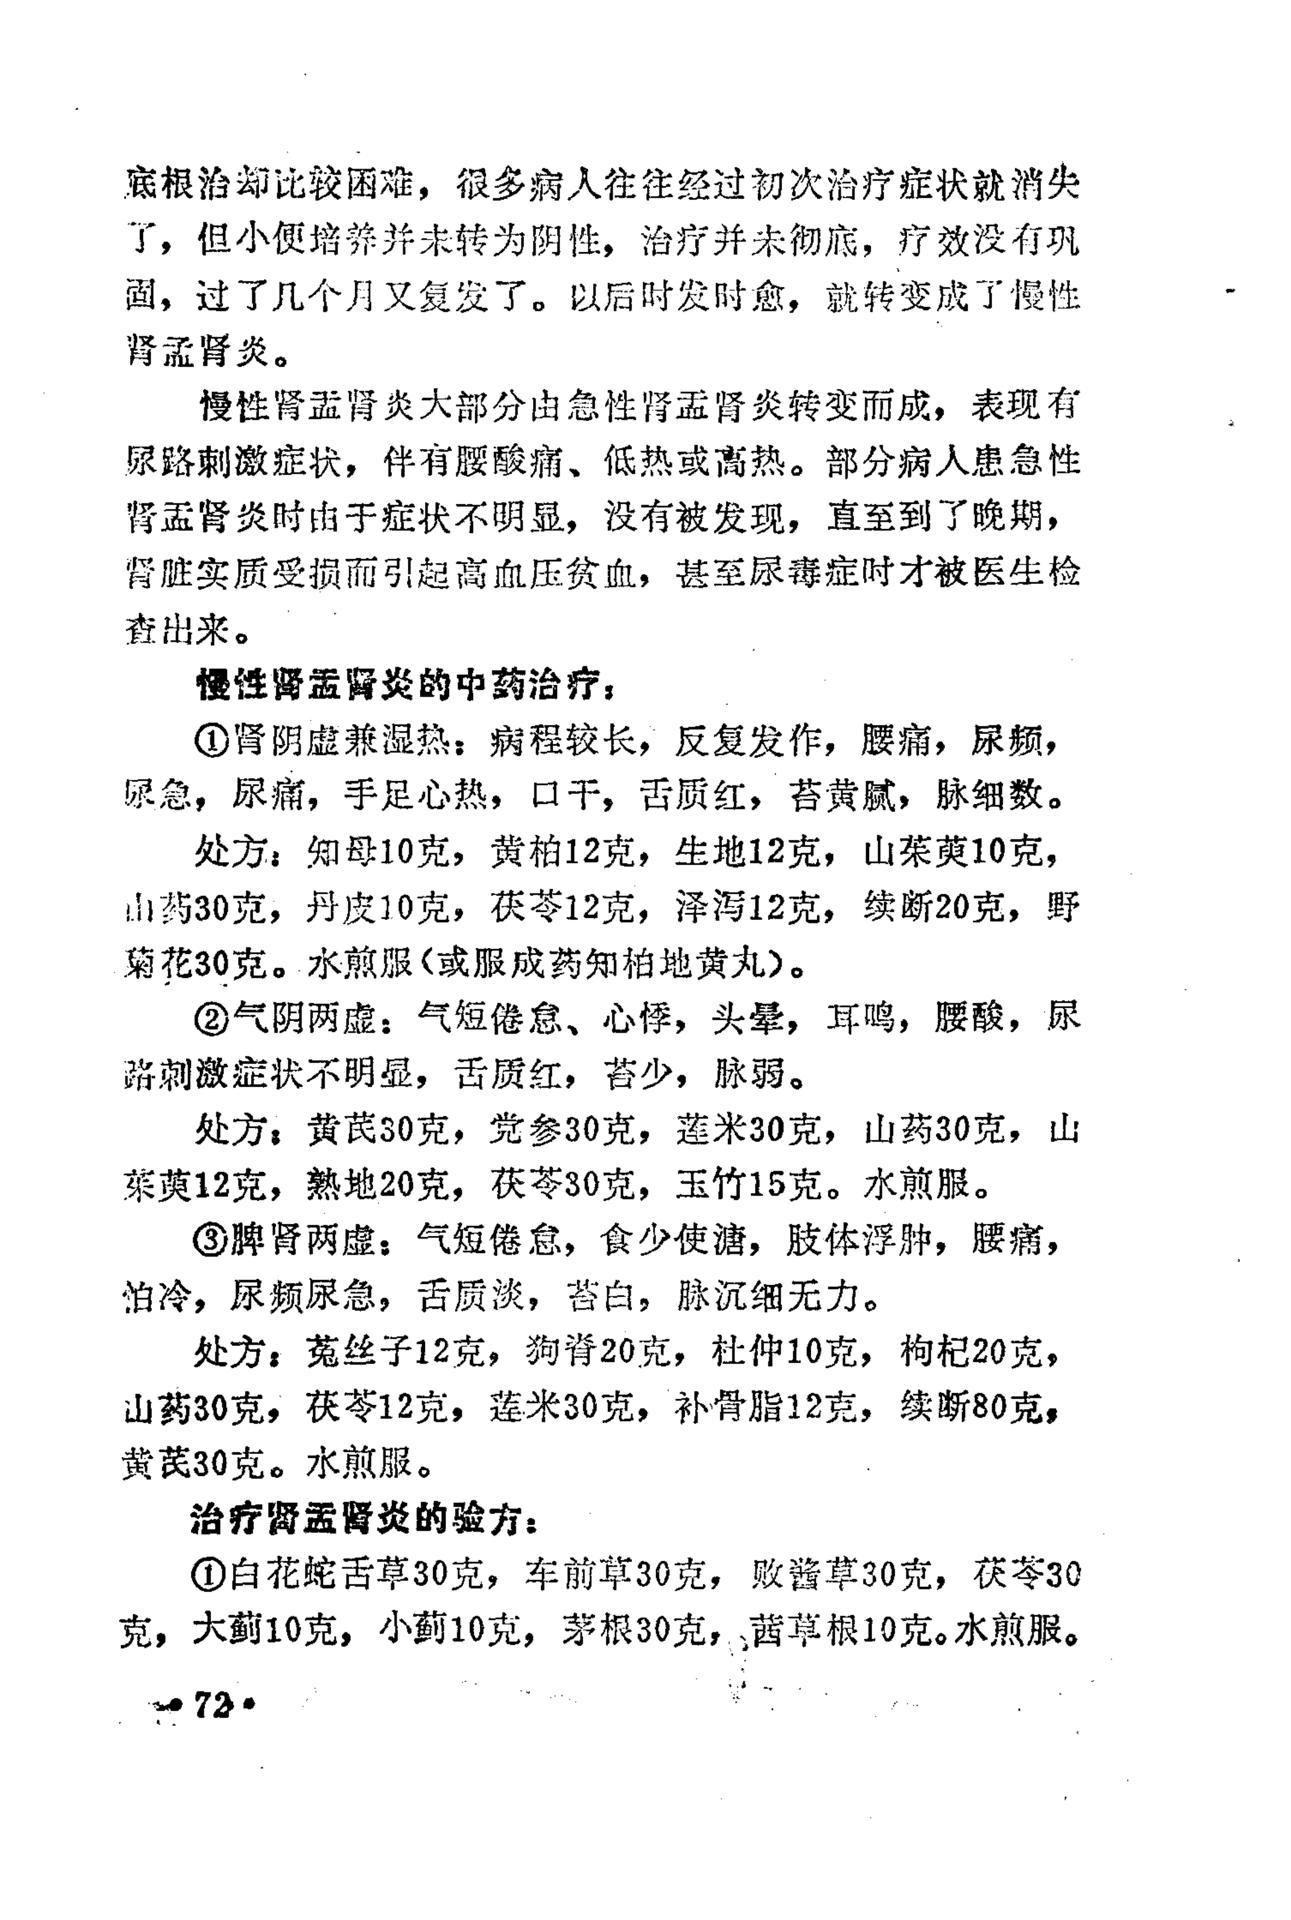 底根治却比较困难，很多病人往往经过初次治疗症状就消失
了，但小便培养并未转为阴性，治疗并未彻底，疗效没有巩
固，过了几个月又复发了。以后时发时愈，就转变成了慢性
肾孟肾炎。
慢性肾盂肾炎大部分由急性肾盂肾炎转变而成，表现有
尿路刺激症状，伴有腰酸痛、低热或高热。部分病人患急性
肾盂肾炎时由于症状不明显，没有被发现，直至到了晚期，
肾脏实质受损而引起高血压贫血，甚至尿毒症时才被医生检
查出来。
慢性肾盂肾炎的中药治疗：
①肾阴虚兼湿热：病程较长，反复发作，腰痛，尿频，
尿急，尿痛，手足心热，口干，舌质红，苔黄腻，脉细数。
处方：知母10克，黄柏12克，生地12克，山茱萸10克，
山药30克，丹皮10克，茯苓12克，泽泻12克，续断20克，野
菊花30克。水煎服（或服成药知柏地黄丸）。
②气阴两虚：气短倦怠、心悸，头晕，耳鸣，腰酸，尿
路刺激症状不明显，舌质红，苔少，脉弱。
处方：黄芪30克，党参30克，莲米30克，山药30克，山
茱萸12克，熟地20克，茯苓30克，玉竹15克。水煎服。
③脾肾两虚：气短倦怠，食少使溏，肢体浮肿，腰痛，
怕冷，尿频尿急，舌质淡，苔白，脉沉细无力。
处方：菟丝子12克，狗脊20克，杜仲10克，枸杞20克，
山药30克，茯苓12克，莲米30克，补骨脂12克，续断80克，
黄芪30克。水煎服。
治疗肾盂肾炎的验方：
①白花蛇舌草30克，车前草30克，败酱草30克，茯苓30
克，大蓟10克，小蓟10克，茅根30克，茜草根10克。水煎服。
• 72 •